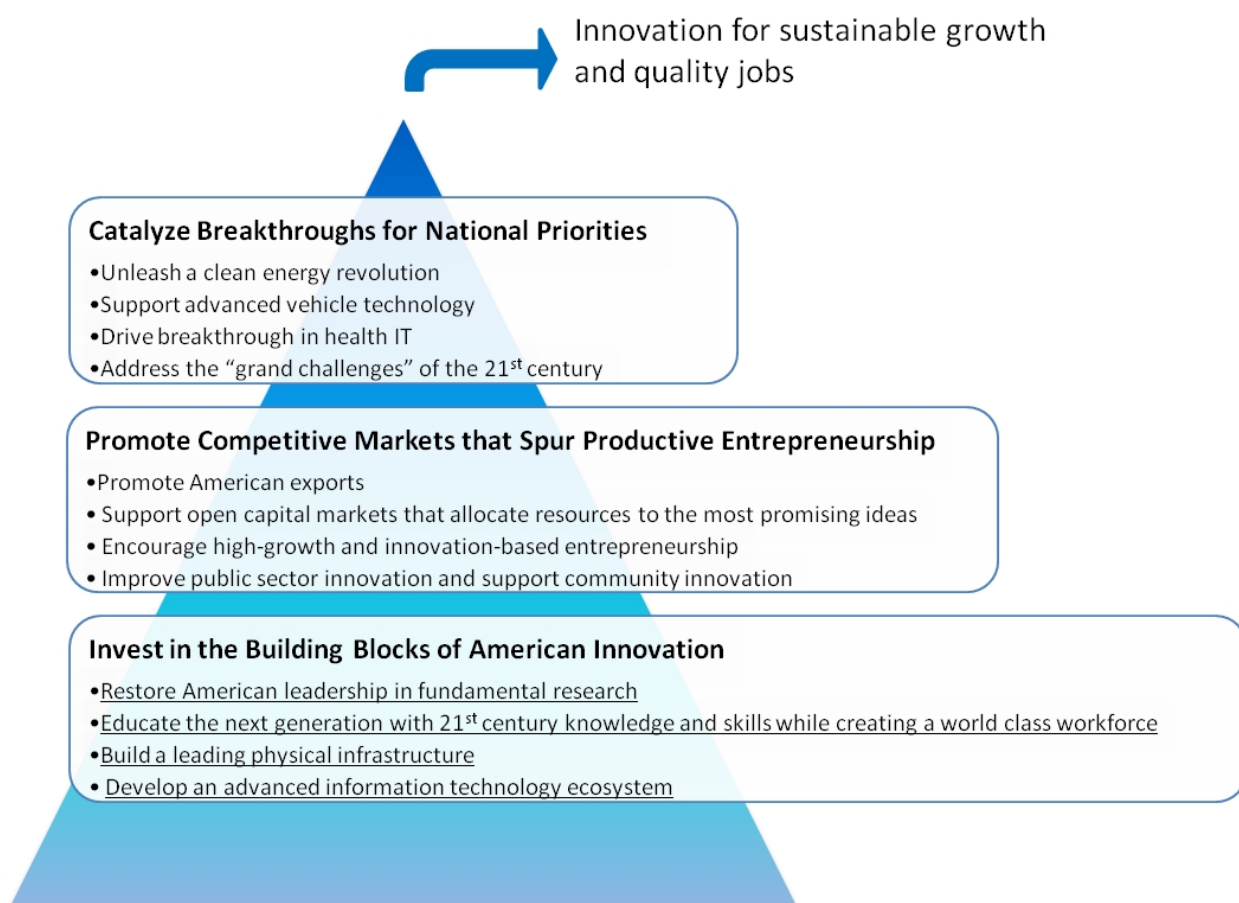 Innovation for sustainable growth
and quality jobs
Catalyze Breakthroughs for National Priorities
•Unleash a clean energy revolution
•Support advanced vehicle technology
•Drive breakthrough in health IT
•Address the “grand challenges” of the 21st century
Promote Competitive Markets that Spur Productive Entrepreneurship
•Promote American exports
• Support open capital markets that allocate resources to the most promising ideas
• Encourage high-growth and innovation-based entrepreneurship
• Improve public sector innovation and support community innovation
Invest in the Building Blocks of American Innovation
•Restore American leadership in fundamental research
•Educate the next generation with 21st century knowledge and skills while creating a world class workforce
•Build a leading physical infrastructure
• Develop an advanced information technology ecosystem